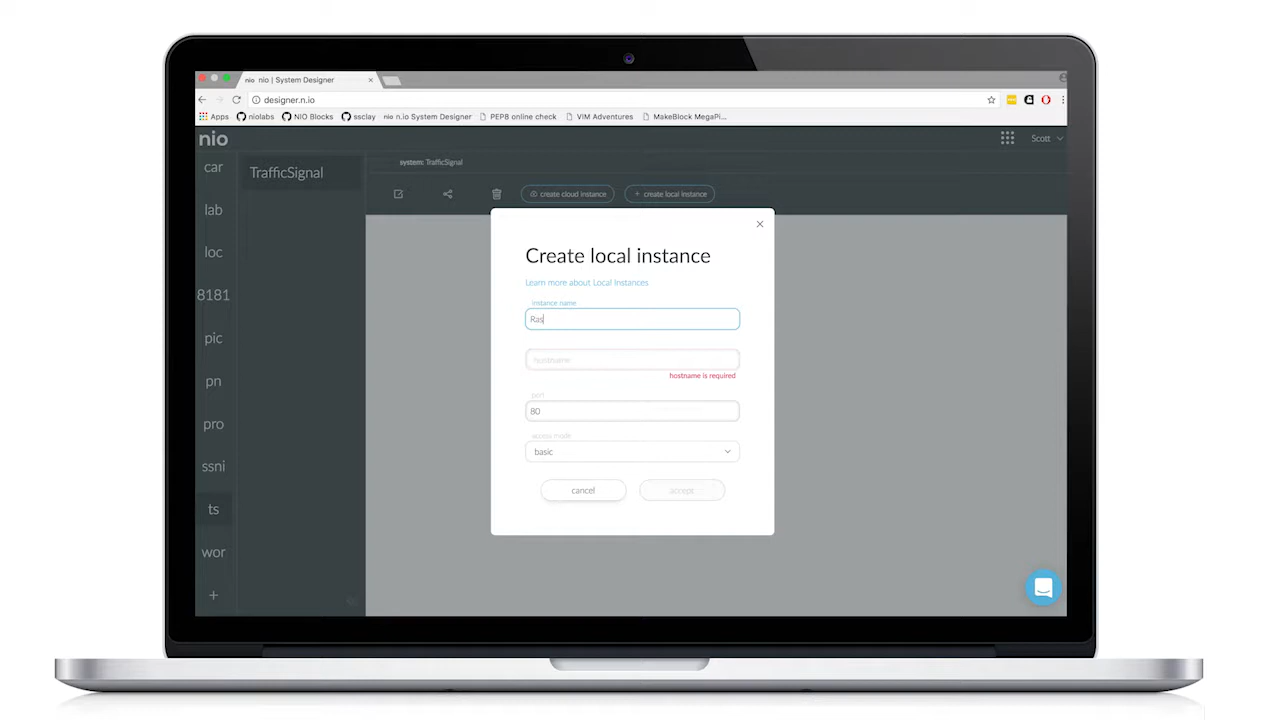 nio nio | System Designer ×
designer.n.io
Apps niolabs NIO Blocks ssclay nio n.io System Designer PEP8 online check VIM Adventures MakeBlock MegaPi...
nio
Scott
car
lab
loc
8181
pic
pn
pro
ssni
ts
wor
+
TrafficSignal
system: TrafficSignal
create cloud instance
+ create local instance
Create local instance
Learn more about Local Instances
instance name
Ras
hostname
hostname is required
port
80
access mode
basic
cancel
accept